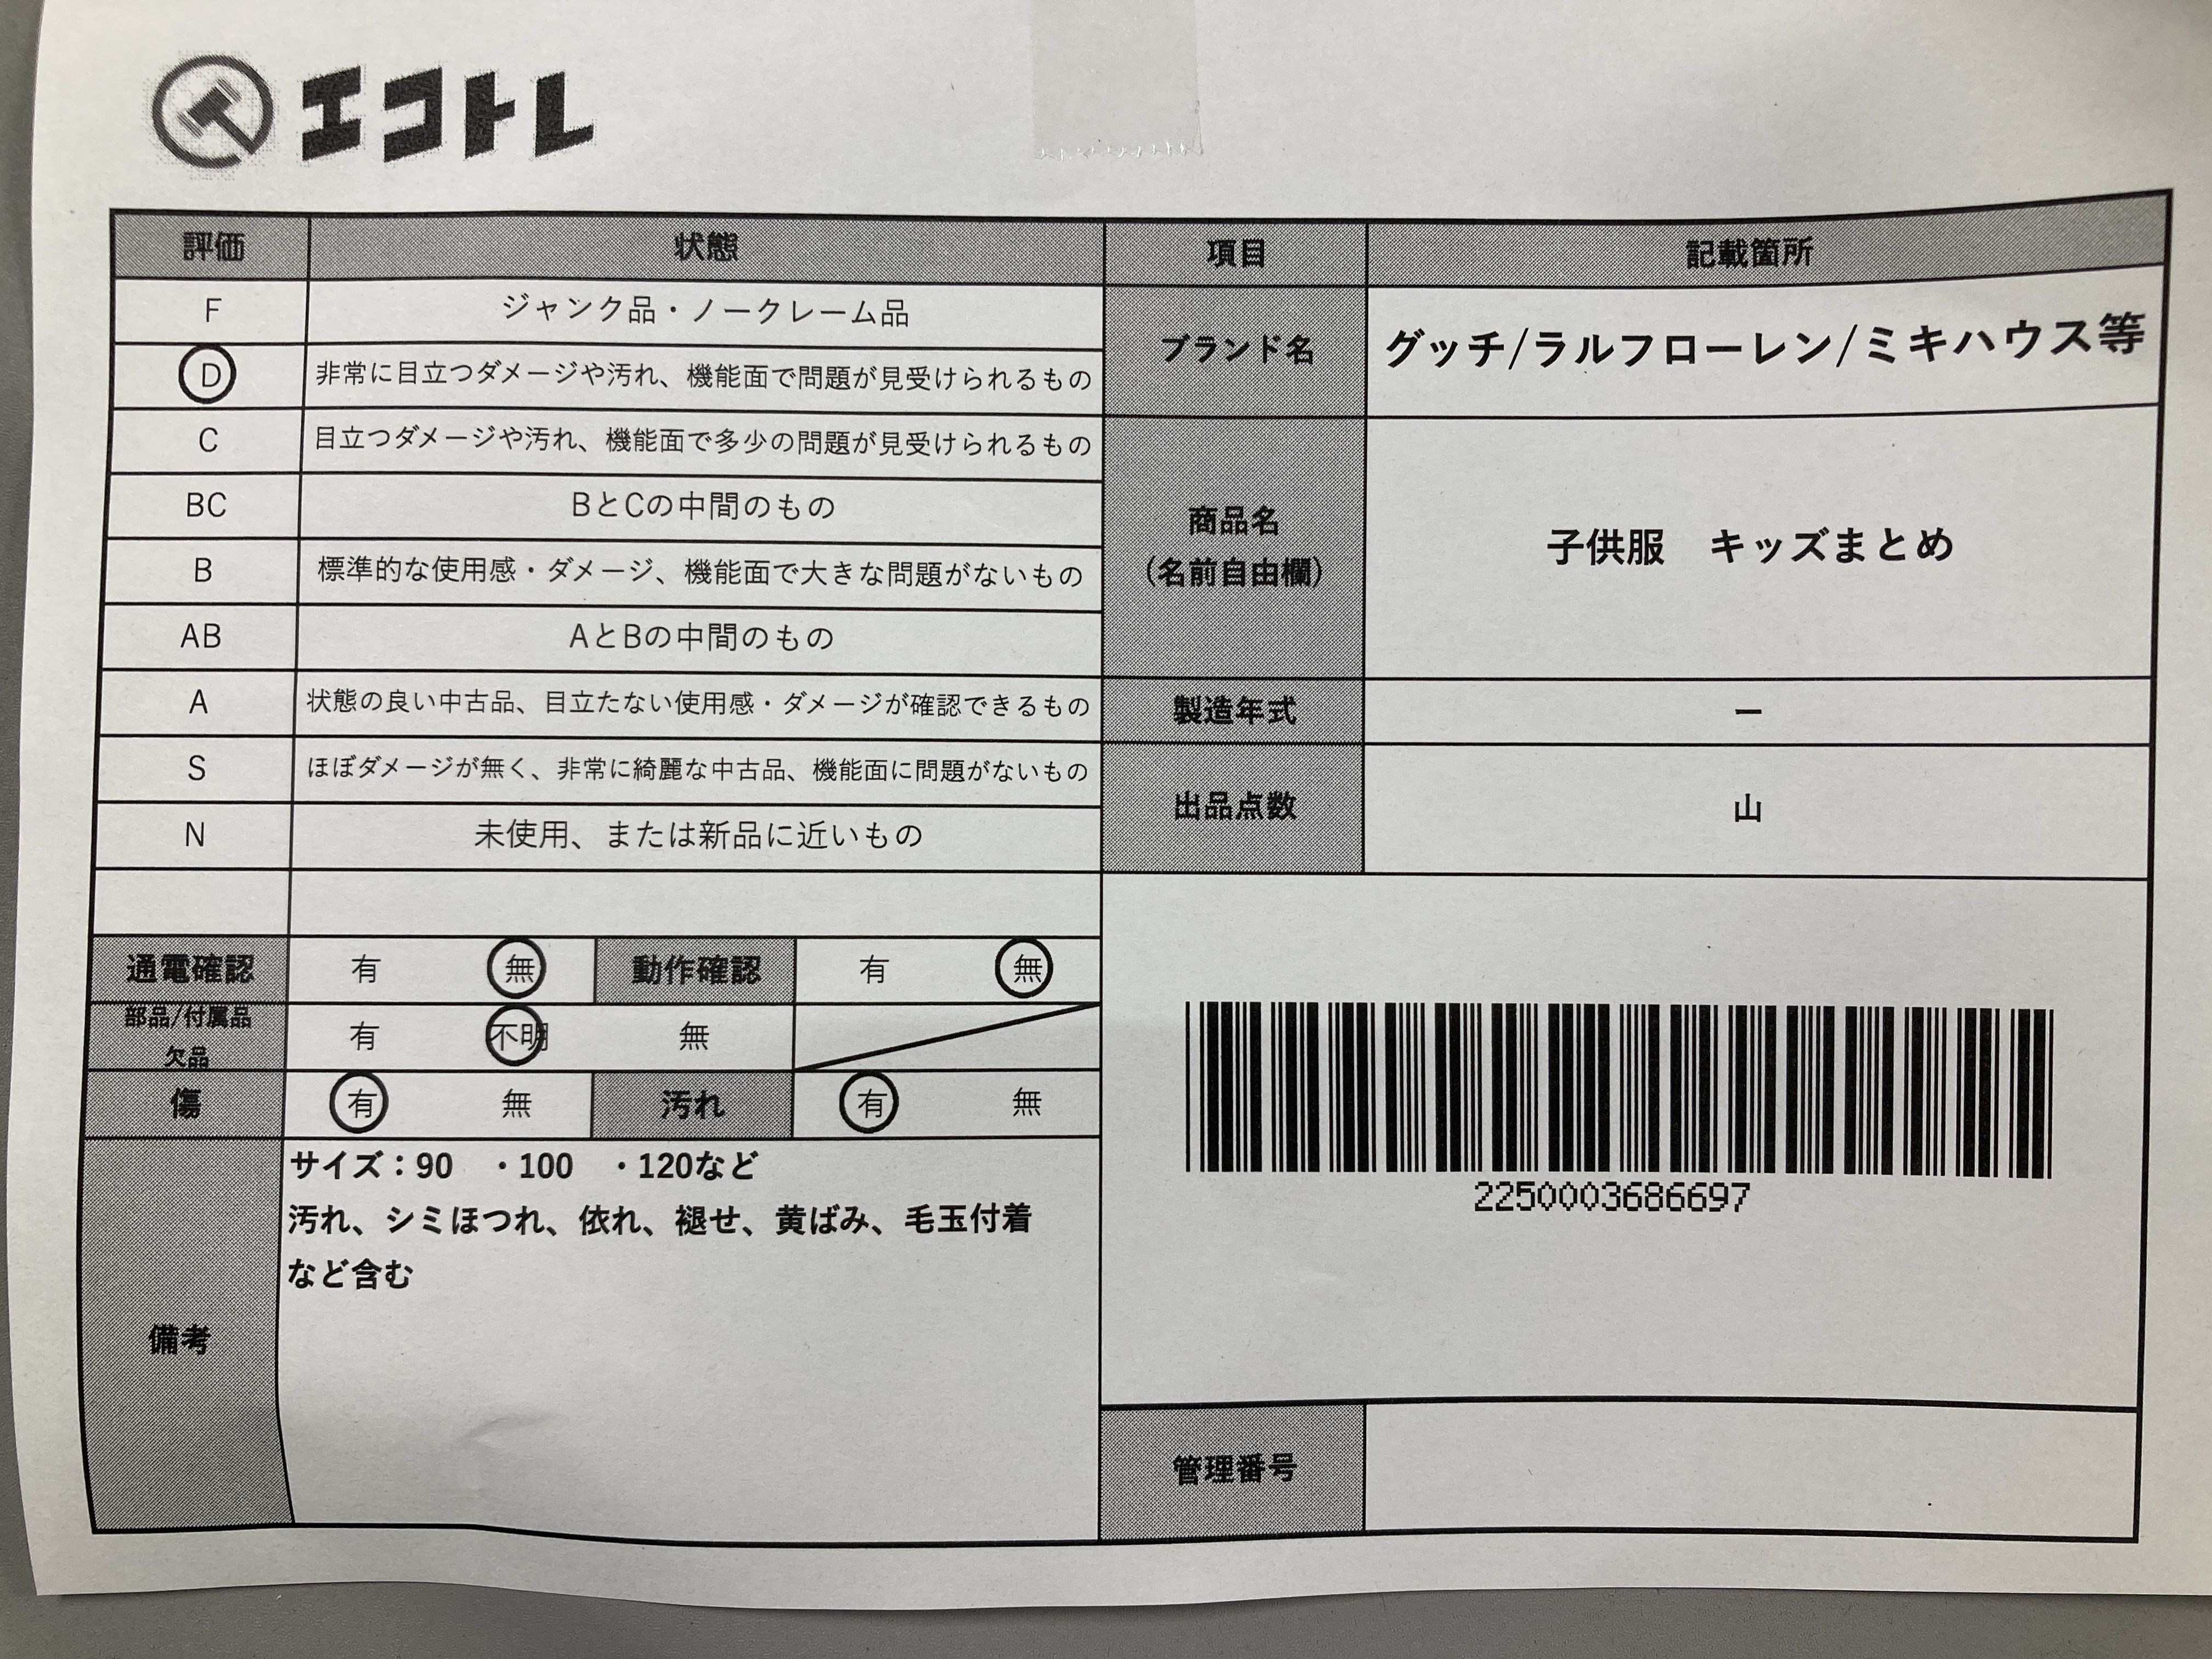 エコトレ
評価 状態
F ジャンク品・ノークレーム品
D 非常に目立つダメージや汚れ、機能面で問題が見受けられるもの
C 目立つダメージや汚れ、機能面で多少の問題が見受けられるもの
BC BとCの中間のもの
B 標準的な使用感・ダメージ、機能面で大きな問題がないもの
AB AとBの中間のもの
A 状態の良い中古品、目立たない使用感・ダメージが確認できるもの
S ほぼダメージが無く、非常に綺麗な中古品、機能面に問題がないもの
N 未使用、または新品に近いもの
通電確認 有 無 動作確認 有 無
部品/付属品
欠品
有 不明 無
傷 有 無 汚れ 有 無
備考
サイズ：90 ・100 ・120など
汚れ、シミほつれ、依れ、褪せ、黄ばみ、毛玉付着
など含む
項目 記載箇所
ブランド名 グッチ/ラルフローレン/ミキハウス等
商品名
（名前自由欄）
子供服　キッズまとめ
製造年式 ー
出品点数 山
2250003686697
管理番号